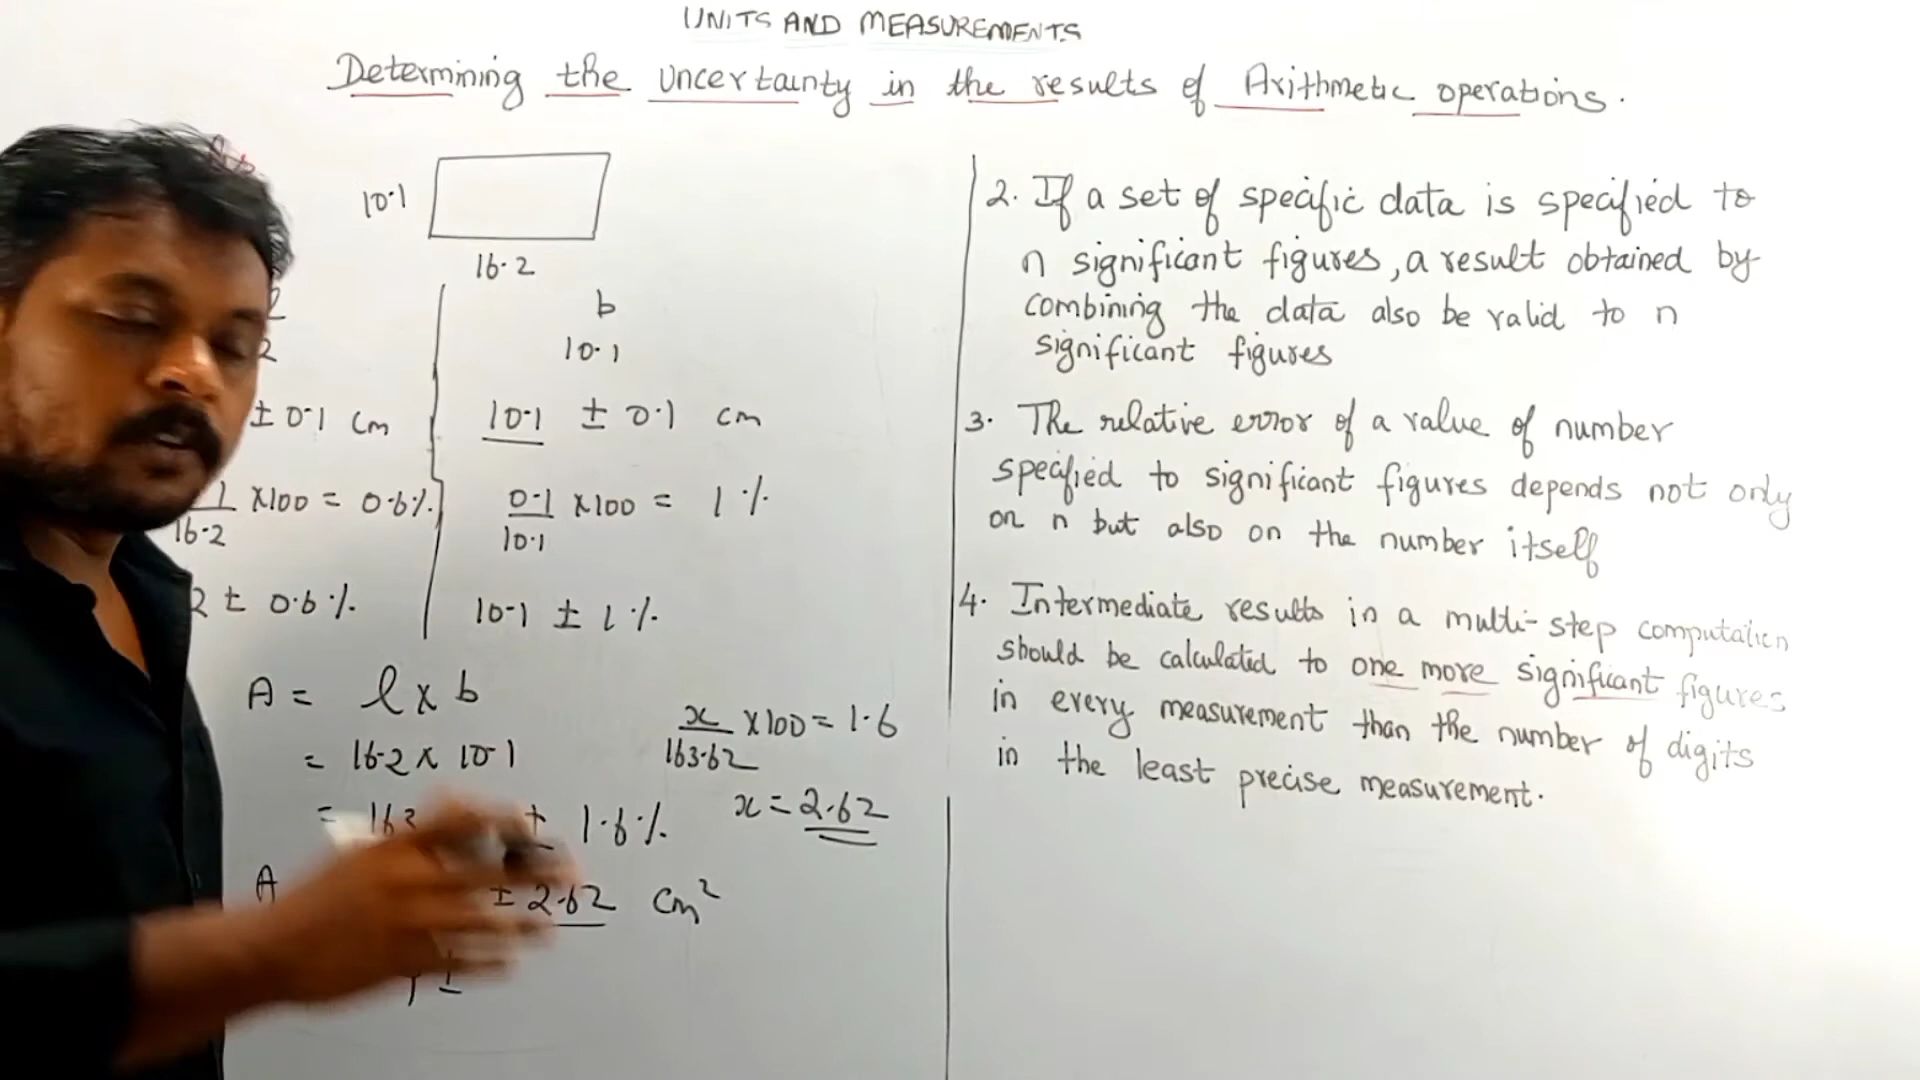 UNITS AND MEASUREMENTS
Determining the uncertainty in the results of Arithmetic operations.
10.1
16.2
b
10.1
± 0.1 cm
10.1 ± 0.1 cm
1/16.2 ×100 = 0.6%
0.1/10.1 ×100 = 1%
2 ± 0.6%
10.1 ± 1%
A = l × b
= 16.2 × 10.1
= 163 ± 1.6%
A ± 2.62 cm²
±
x/163.62 ×100 = 1.6
x = 2.62
2. If a set of specific data is specified to
n significant figures, a result obtained by
combining the data also be valid to n
significant figures
3. The relative error of a value of number
specified to significant figures depends not only
on n but also on the number itself
4. Intermediate results in a multi-step computation
should be calculated to one more significant figures
in every measurement than the number of digits
in the least precise measurement.